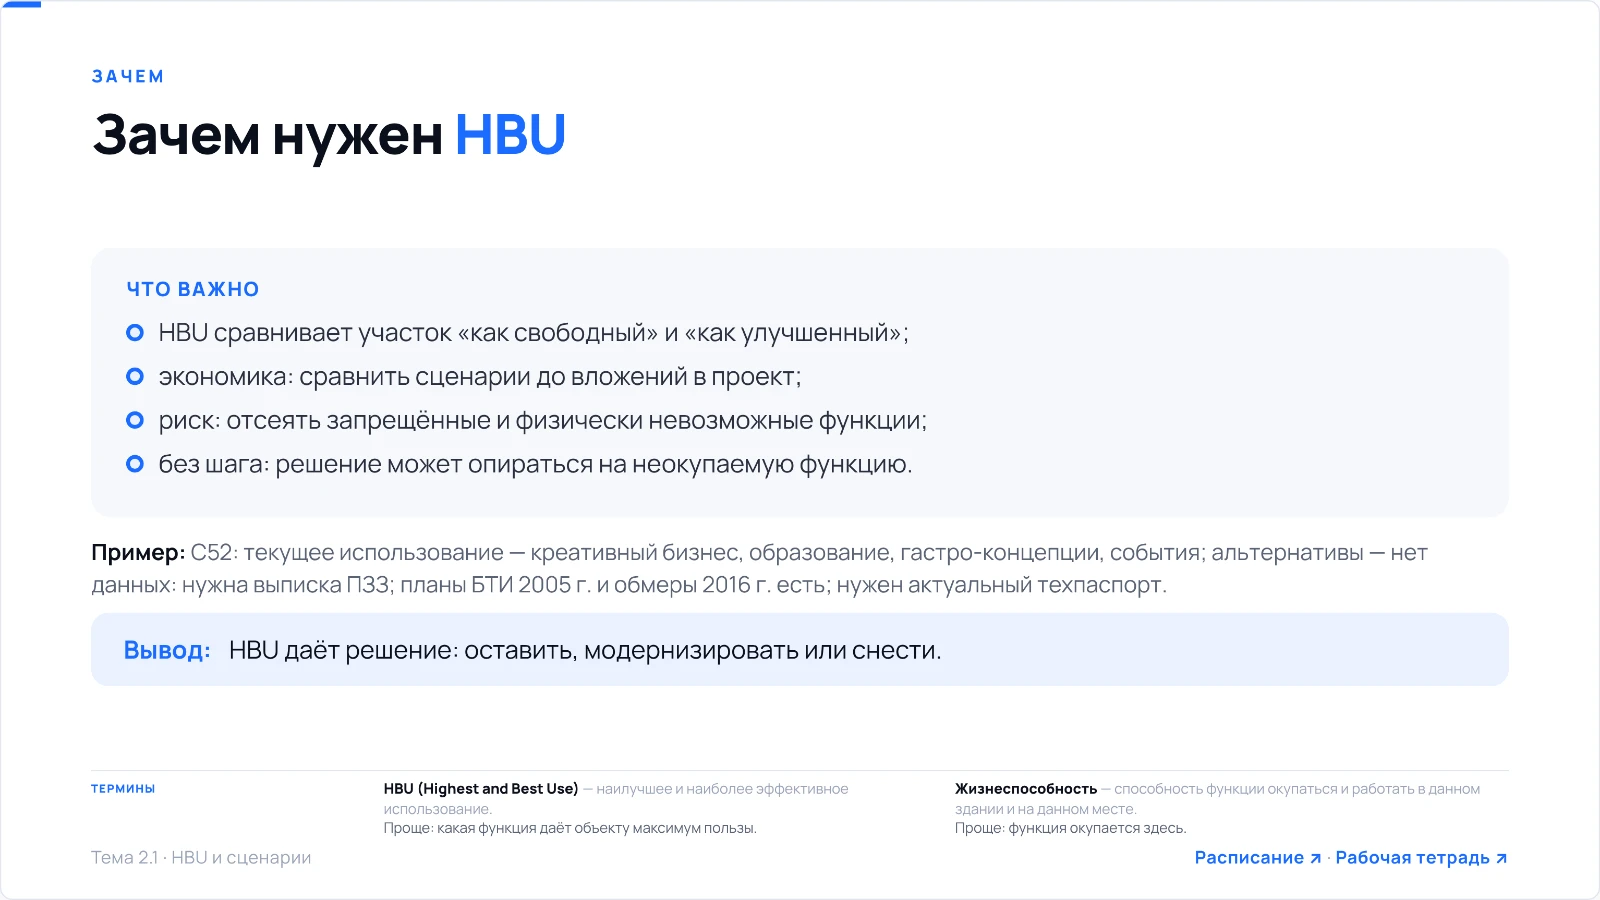 ЗАЧЕМ
Зачем нужен HBU
ЧТО ВАЖНО
HBU сравнивает участок «как свободный» и «как улучшенный»;
экономика: сравнить сценарии до вложений в проект;
риск: отсеять запрещённые и физически невозможные функции;
без шага: решение может опираться на неокупаемую функцию.
Пример: С52: текущее использование — креативный бизнес, образование, гастро-концепции, события; альтернативы — нет
данных: нужна выписка ПЗЗ; планы БТИ 2005 г. и обмеры 2016 г. есть; нужен актуальный техпаспорт.
Вывод: HBU даёт решение: оставить, модернизировать или снести.
ТЕРМИНЫ
HBU (Highest and Best Use) — наилучшее и наиболее эффективное
использование.
Проще: какая функция даёт объекту максимум пользы.
Жизнеспособность — способность функции окупаться и работать в данном
здании и на данном месте.
Проще: функция окупается здесь.
Тема 2.1 · HBU и сценарии
Расписание ↗ · Рабочая тетрадь ↗